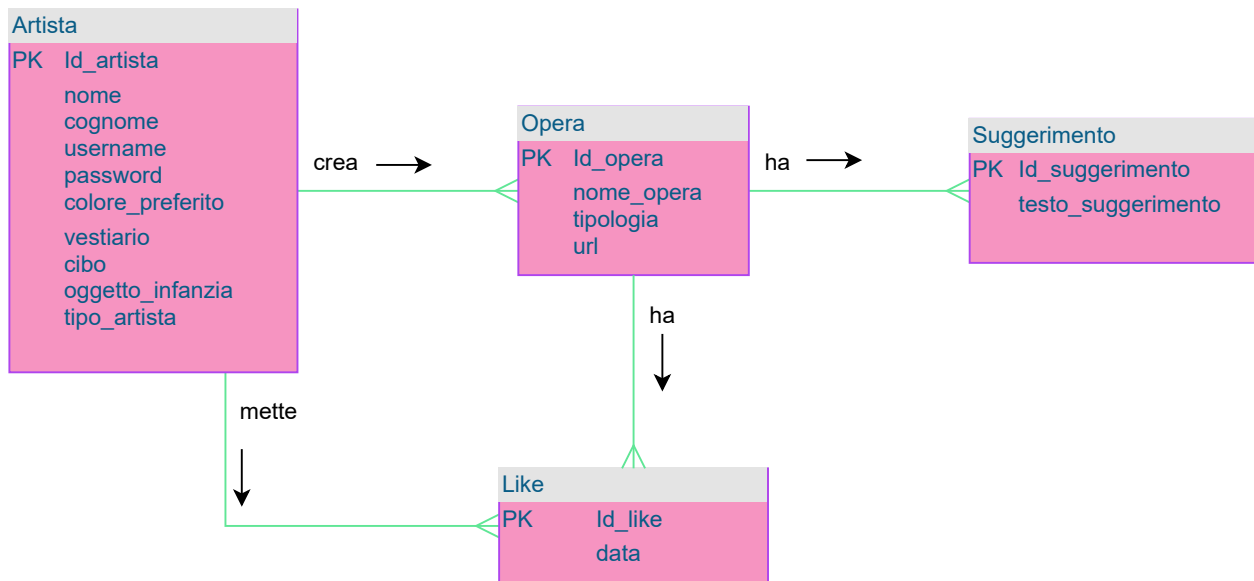 Artista
PK Id_artista
nome
cognome
username
password
colore_preferito
vestiario
cibo
oggetto_infanzia
tipo_artista
crea
Opera
PK Id_opera
nome_opera
tipologia
url
ha
Suggerimento
PK Id_suggerimento
testo_suggerimento
ha
mette
Like
PK Id_like
data